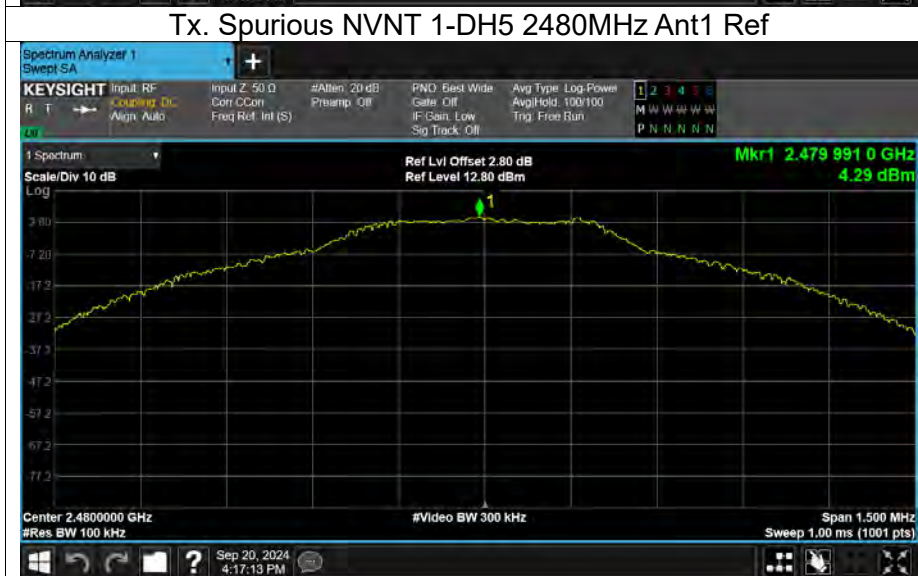 Tx. Spurious NVNT 1-DH5 2480MHz Ant1 Ref
Spectrum Analyzer 1
Swept SA
+
KEYSIGHT Input: RF
R T Coupling: DC
Align: Auto
Input Z: 50 Ω
Corr CCorr
Freq Ref: Int (S)
#Atten: 20 dB
Preamp: Off
PNO: Best Wide
Gate: Off
IF Gain: Low
Sig Track: Off
Avg Type: Log-Power
Avg|Hold: 100/100
Trig: Free Run
1 2 3 4 5 6
M W W W W W
P N N N N N
1 Spectrum
Scale/Div 10 dB
Log
Ref Lvl Offset 2.80 dB
Ref Level 12.80 dBm
Mkr1 2.479 991 0 GHz
4.29 dBm
1
2.80
-7.20
-17.2
-27.2
-37.2
-47.2
-57.2
-67.2
-77.2
Center 2.4800000 GHz
#Res BW 100 kHz
#Video BW 300 kHz
Span 1.500 MHz
Sweep 1.00 ms (1001 pts)
?
Sep 20, 2024
4:17:13 PM